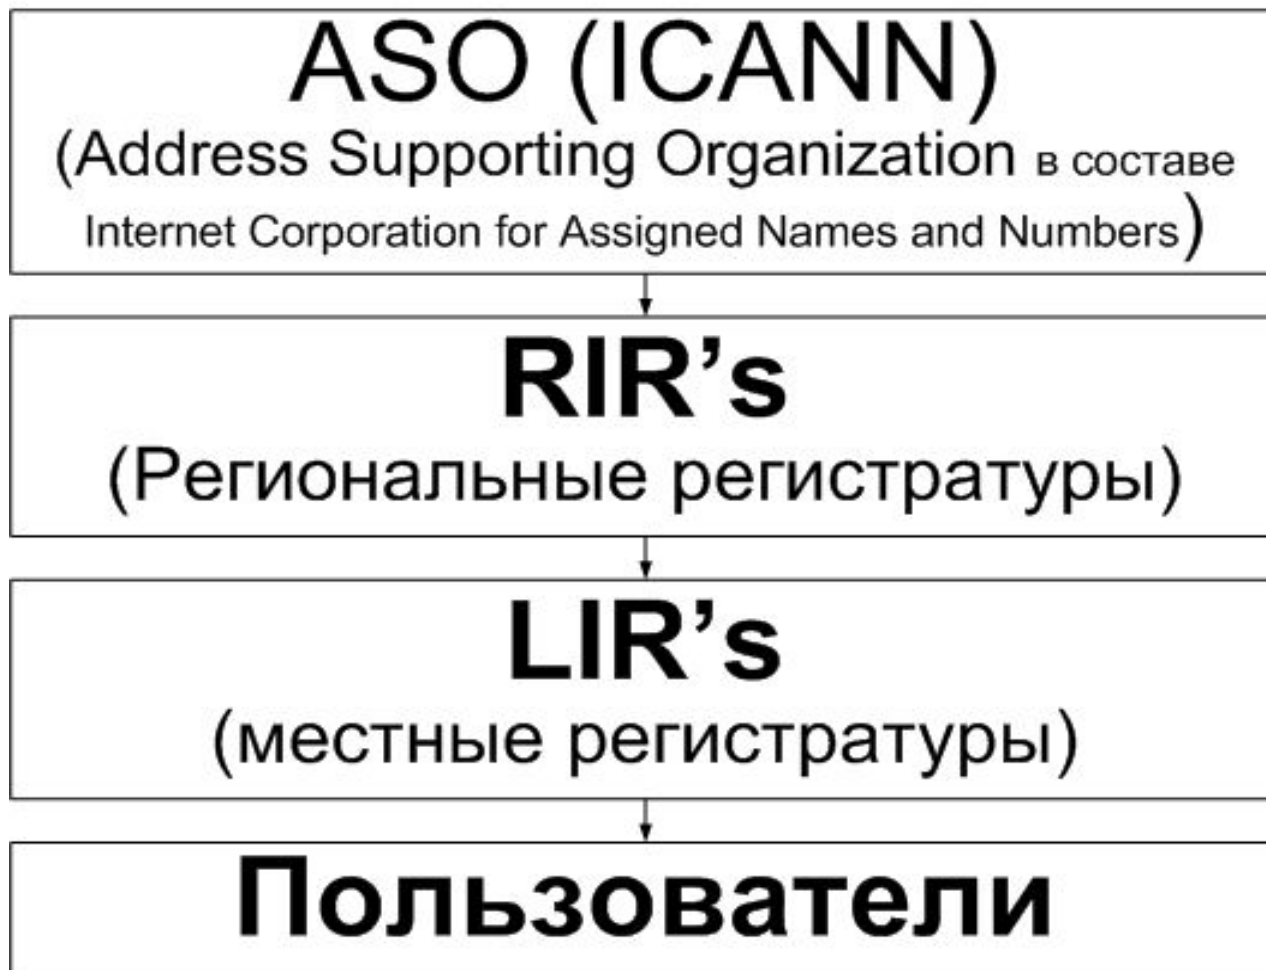 ASO (ICANN)
(Address Supporting Organization в составе
Internet Corporation for Assigned Names and Numbers)
RIR’s
(Региональные регистратуры)
LIR’s
(местные регистратуры)
Пользователи